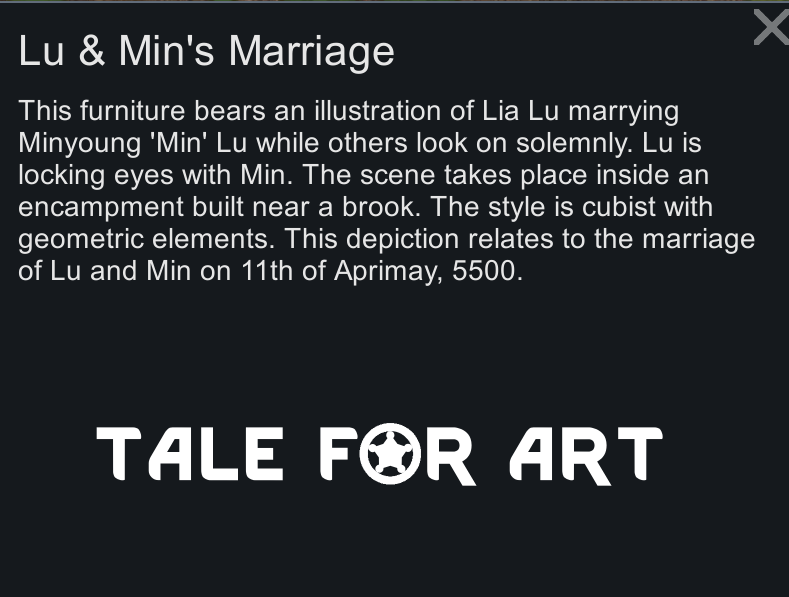 Lu & Min's Marriage
This furniture bears an illustration of Lia Lu marrying
Minyoung 'Min' Lu while others look on solemnly. Lu is
locking eyes with Min. The scene takes place inside an
encampment built near a brook. The style is cubist with
geometric elements. This depiction relates to the marriage
of Lu and Min on 11th of Aprimay, 5500.
TALE FOR ART